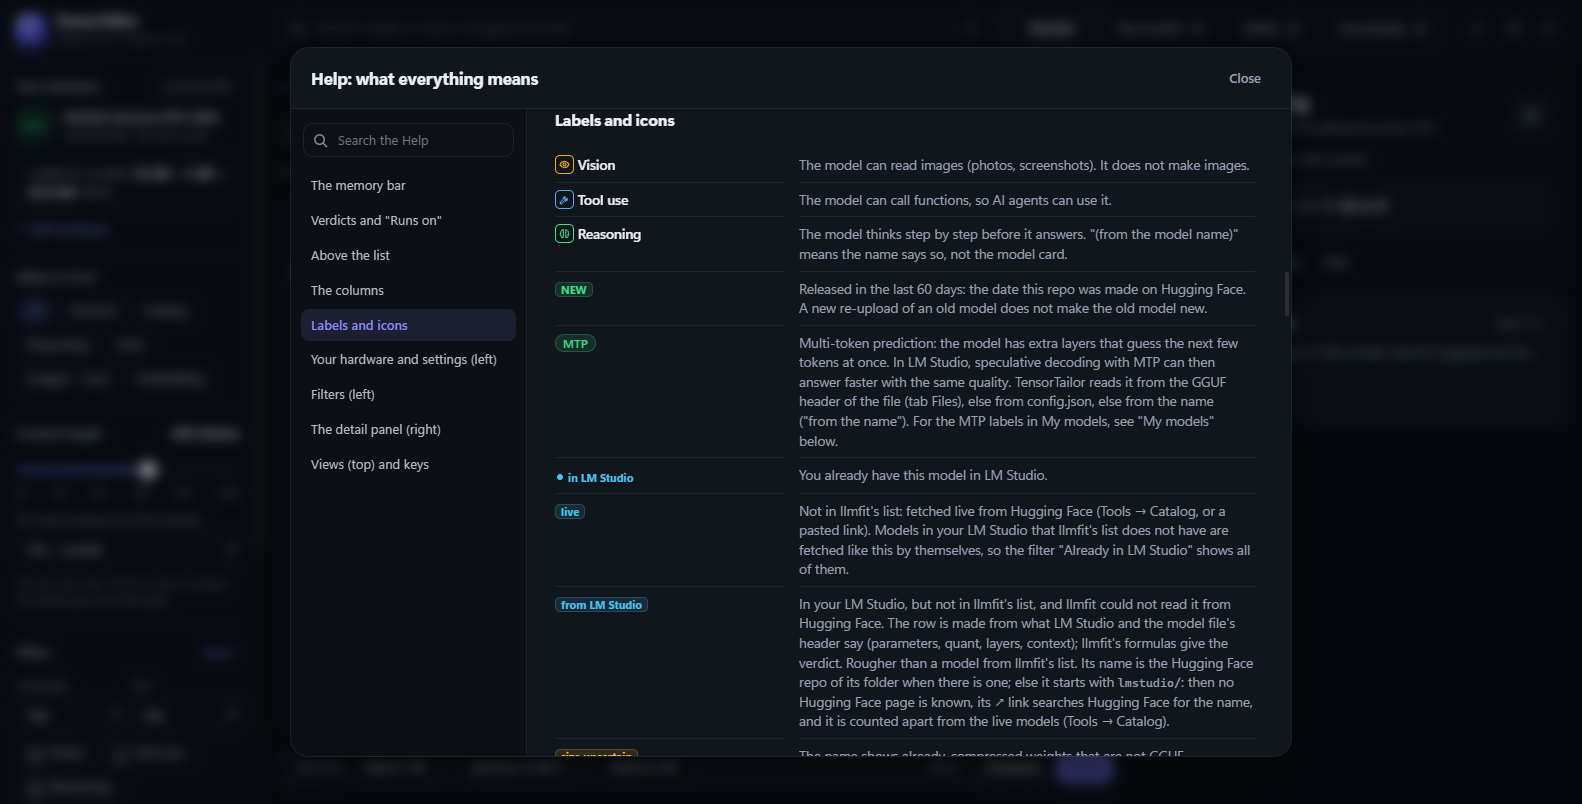 Help: what everything means
Close
Search the Help
The memory bar
Verdicts and "Runs on"
Above the list
The columns
Labels and icons
Your hardware and settings (left)
Filters (left)
The detail panel (right)
Views (top) and keys
Labels and icons
Vision
The model can read images (photos, screenshots). It does not make images.
Tool use
The model can call functions, so AI agents can use it.
Reasoning
The model thinks step by step before it answers. "(from the model name)"
means the name says so, not the model card.
NEW
Released in the last 60 days: the date this repo was made on Hugging Face.
A new re-upload of an old model does not make the old model new.
MTP
Multi-token prediction: the model has extra layers that guess the next few
tokens at once. In LM Studio, speculative decoding with MTP can then
answer faster with the same quality. TensorTailor reads it from the GGUF
header of the file (tab Files), else from config.json, else from the name
("from the name"). For the MTP labels in My models, see "My models"
below.
in LM Studio
You already have this model in LM Studio.
live
Not in llmfit's list: fetched live from Hugging Face (Tools → Catalog, or a
pasted link). Models in your LM Studio that llmfit's list does not have are
fetched like this by themselves, so the filter "Already in LM Studio" shows all
of them.
from LM Studio
In your LM Studio, but not in llmfit's list, and llmfit could not read it from
Hugging Face. The row is made from what LM Studio and the model file's
header say (parameters, quant, layers, context); llmfit's formulas give the
verdict. Rougher than a model from llmfit's list. Its name is the Hugging Face
repo of its folder when there is one; else it starts with lmstudio/: then no
Hugging Face page is known, its ↗ link searches Hugging Face for the name,
and it is counted apart from the live models (Tools → Catalog).
size uncertain
The name shows already-compressed weights that are not GGUF